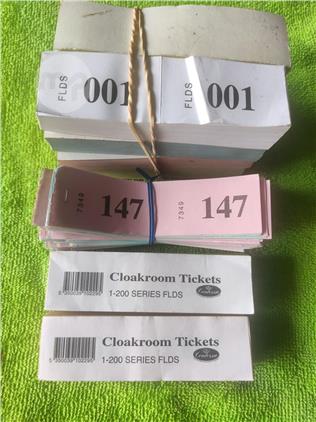 FLDS 001 FLDS 001
7349 147 7349 147
Cloakroom Tickets
1-200 SERIES FLDS
Cloakroom Tickets
1-200 SERIES FLDS